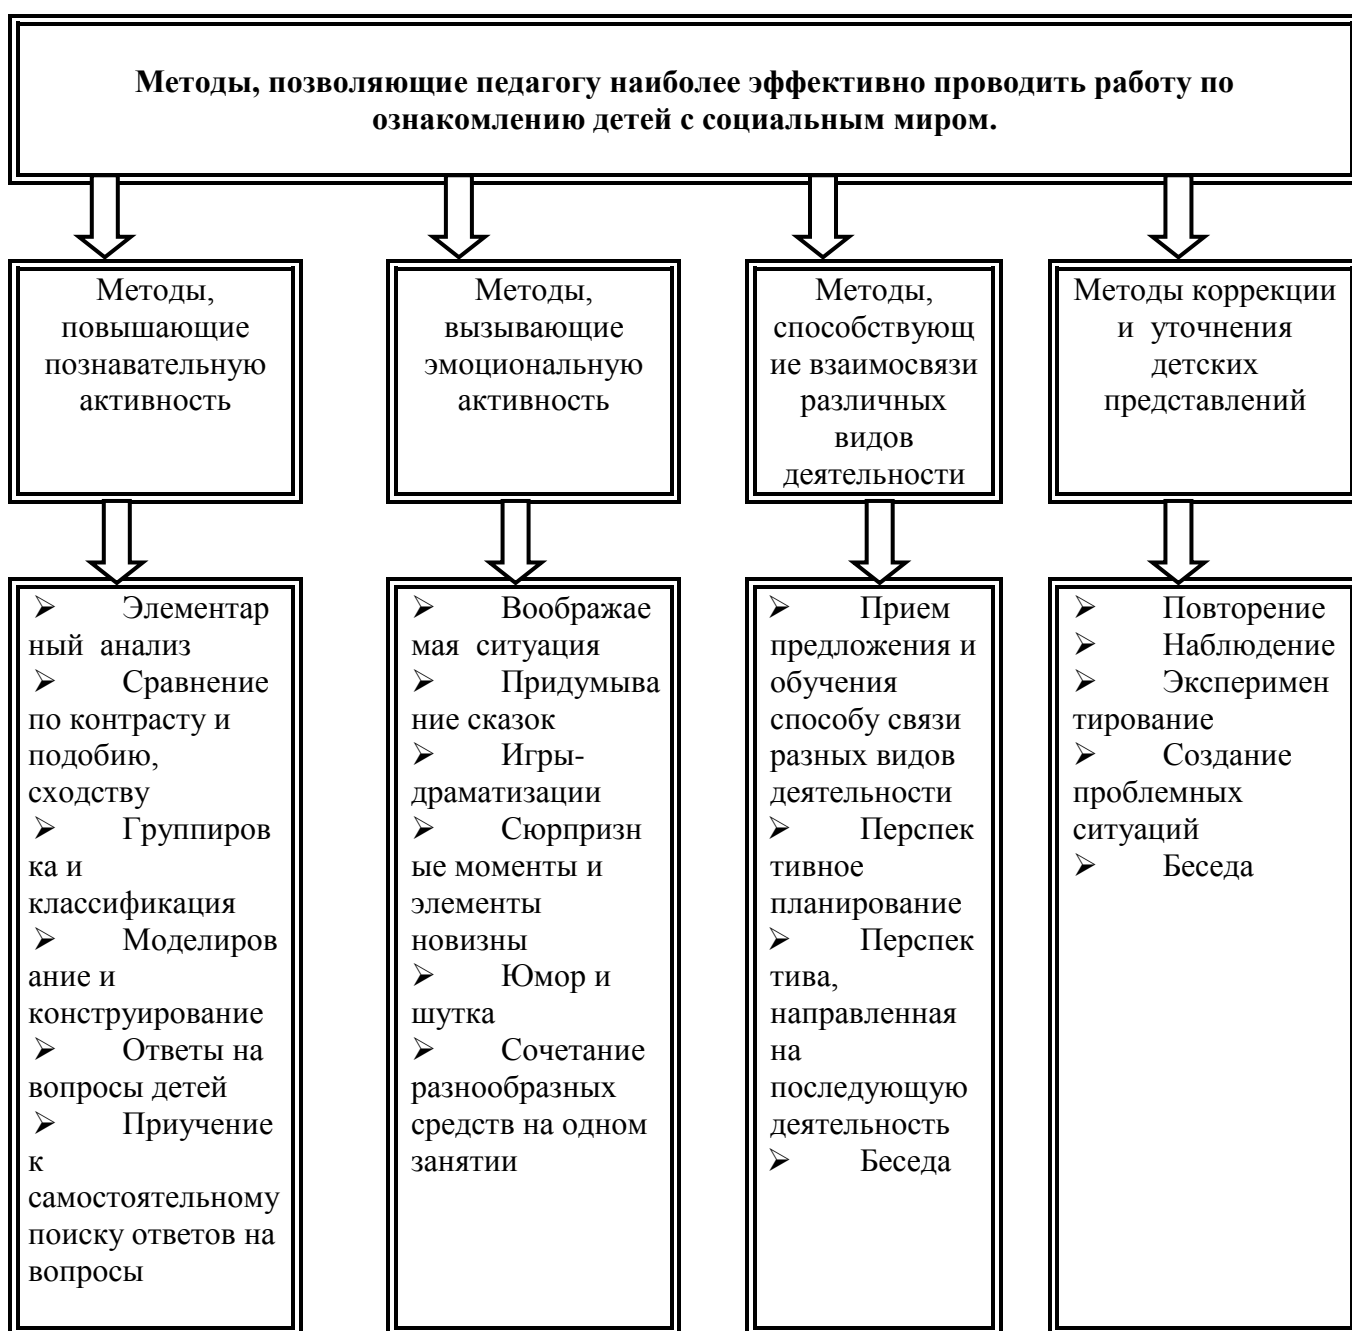 Методы, позволяющие педагогу наиболее эффективно проводить работу по
ознакомлению детей с социальным миром.
Методы,
повышающие
познавательную
активность
Методы,
вызывающие
эмоциональную
активность
Методы,
способствующ
ие взаимосвязи
различных
видов
деятельности
Методы коррекции
и уточнения
детских
представлений
➢ Элементар
ный анализ
➢ Сравнение
по контрасту и
подобию,
сходству
➢ Группиров
ка и
классификация
➢ Моделиров
ание и
конструирование
➢ Ответы на
вопросы детей
➢ Приучение
к
самостоятельному
поиску ответов на
вопросы
➢ Воображае
мая ситуация
➢ Придумыва
ние сказок
➢ Игры-
драматизации
➢ Сюрпризн
ые моменты и
элементы
новизны
➢ Юмор и
шутка
➢ Сочетание
разнообразных
средств на одном
занятии
➢ Прием
предложения и
обучения
способу связи
разных видов
деятельности
➢ Перспек
тивное
планирование
➢ Перспек
тива,
направленная
на
последующую
деятельность
➢ Беседа
➢ Повторение
➢ Наблюдение
➢ Эксперимен
тирование
➢ Создание
проблемных
ситуаций
➢ Беседа